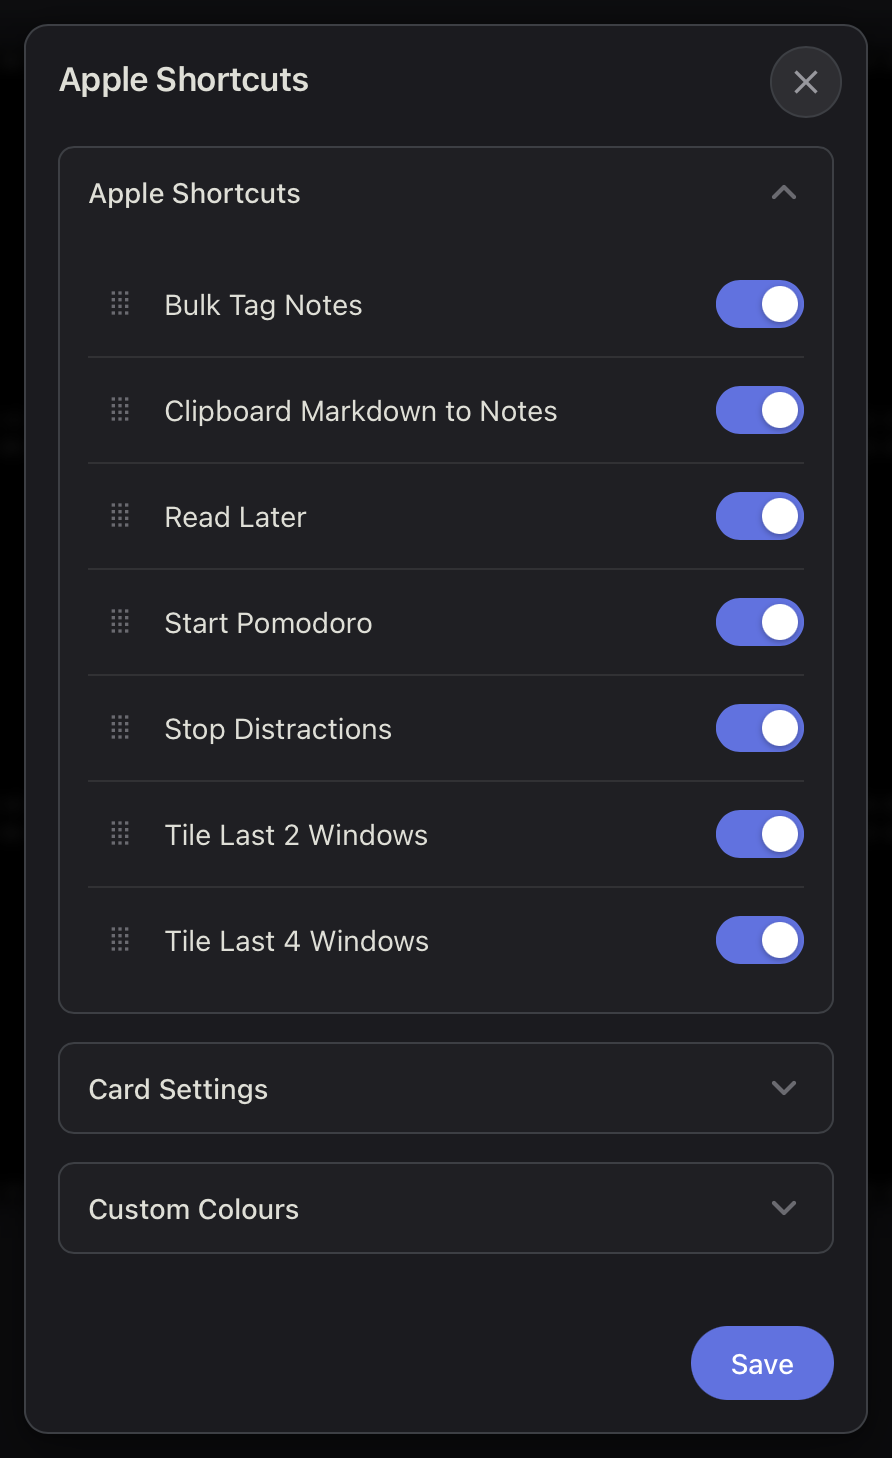 Apple Shortcuts
Apple Shortcuts
Bulk Tag Notes
Clipboard Markdown to Notes
Read Later
Start Pomodoro
Stop Distractions
Tile Last 2 Windows
Tile Last 4 Windows
Card Settings
Custom Colours
Save